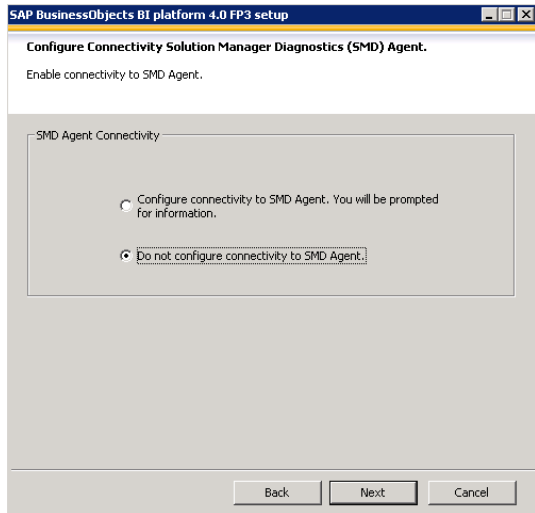 SAP BusinessObjects BI platform 4.0 FP3 setup
Configure Connectivity Solution Manager Diagnostics (SMD) Agent.
Enable connectivity to SMD Agent.
SMD Agent Connectivity
Configure connectivity to SMD Agent. You will be prompted
for information.
Do not configure connectivity to SMD Agent.
Back Next Cancel